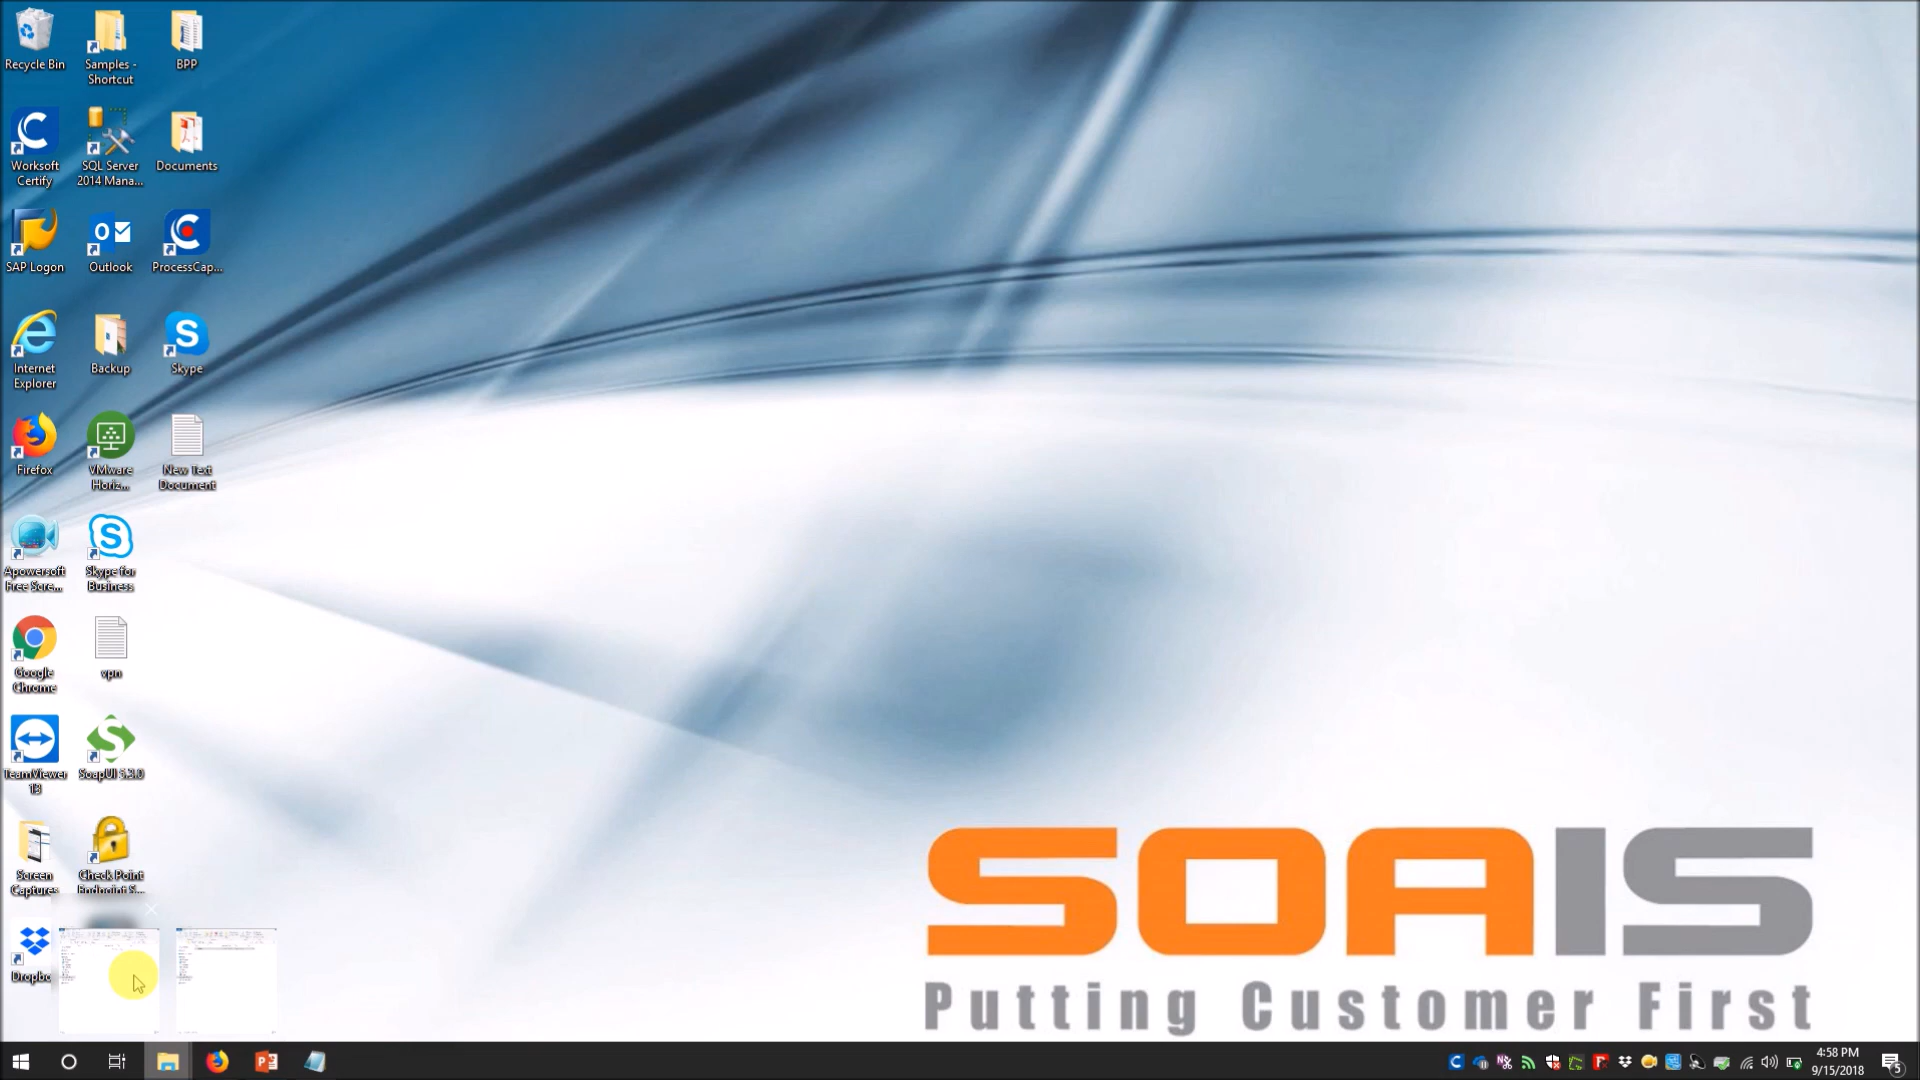 Recycle Bin
Samples -
Shortcut
BPP
Worksoft
Certify
SQL Server
2014 Mana...
Documents
SAP Logon
Outlook
ProcessCap...
Internet
Explorer
Backup
Skype
Firefox
VMware
Horiz...
New Text
Document
Apowersoft
Free Scre...
Skype for
Business
Google
Chrome
vpn
TeamViewer
13
SoapUI 5.3.0
Screen
Captures
Check Point
Endpoint S...
Dropbo
SOAIS
Putting Customer First
4:58 PM
9/15/2018
5